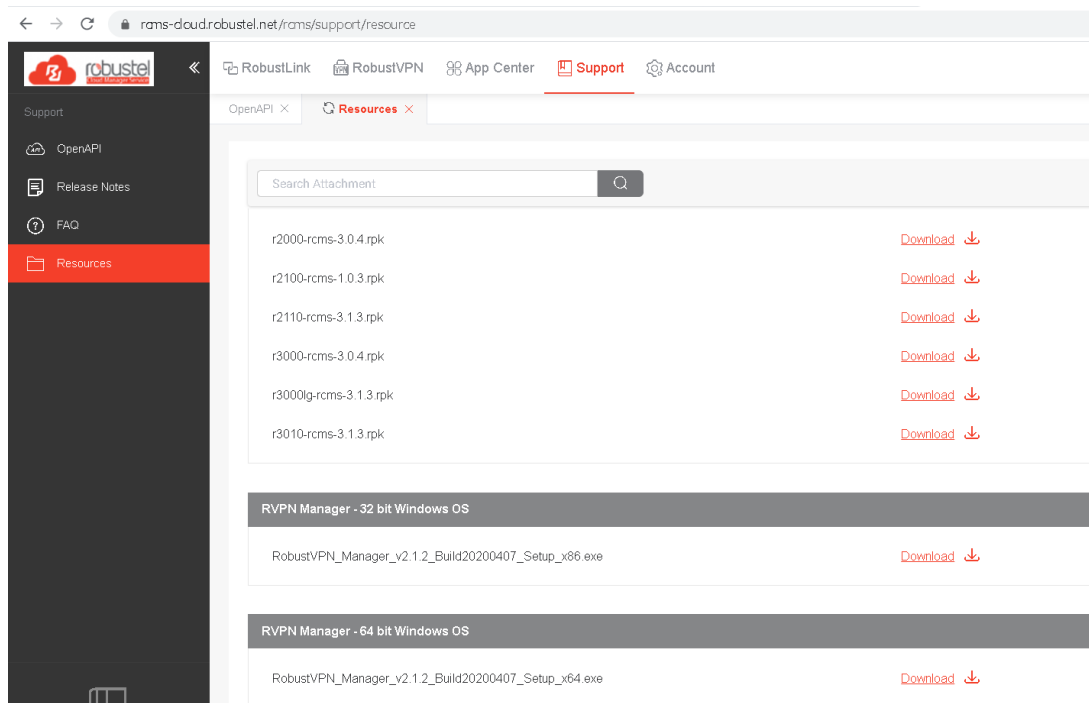 rcms-cloud.robustel.net/rcms/support/resource
robustel
Cloud Manager Service
RobustLink RobustVPN App Center Support Account
Support
OpenAPI Resources
OpenAPI
Release Notes
FAQ
Resources
Search Attachment
r2000-rcms-3.0.4.rpk Download
r2100-rcms-1.0.3.rpk Download
r2110-rcms-3.1.3.rpk Download
r3000-rcms-3.0.4.rpk Download
r3000lg-rcms-3.1.3.rpk Download
r3010-rcms-3.1.3.rpk Download
RVPN Manager - 32 bit Windows OS
RobustVPN_Manager_v2.1.2_Build20200407_Setup_x86.exe Download
RVPN Manager - 64 bit Windows OS
RobustVPN_Manager_v2.1.2_Build20200407_Setup_x64.exe Download